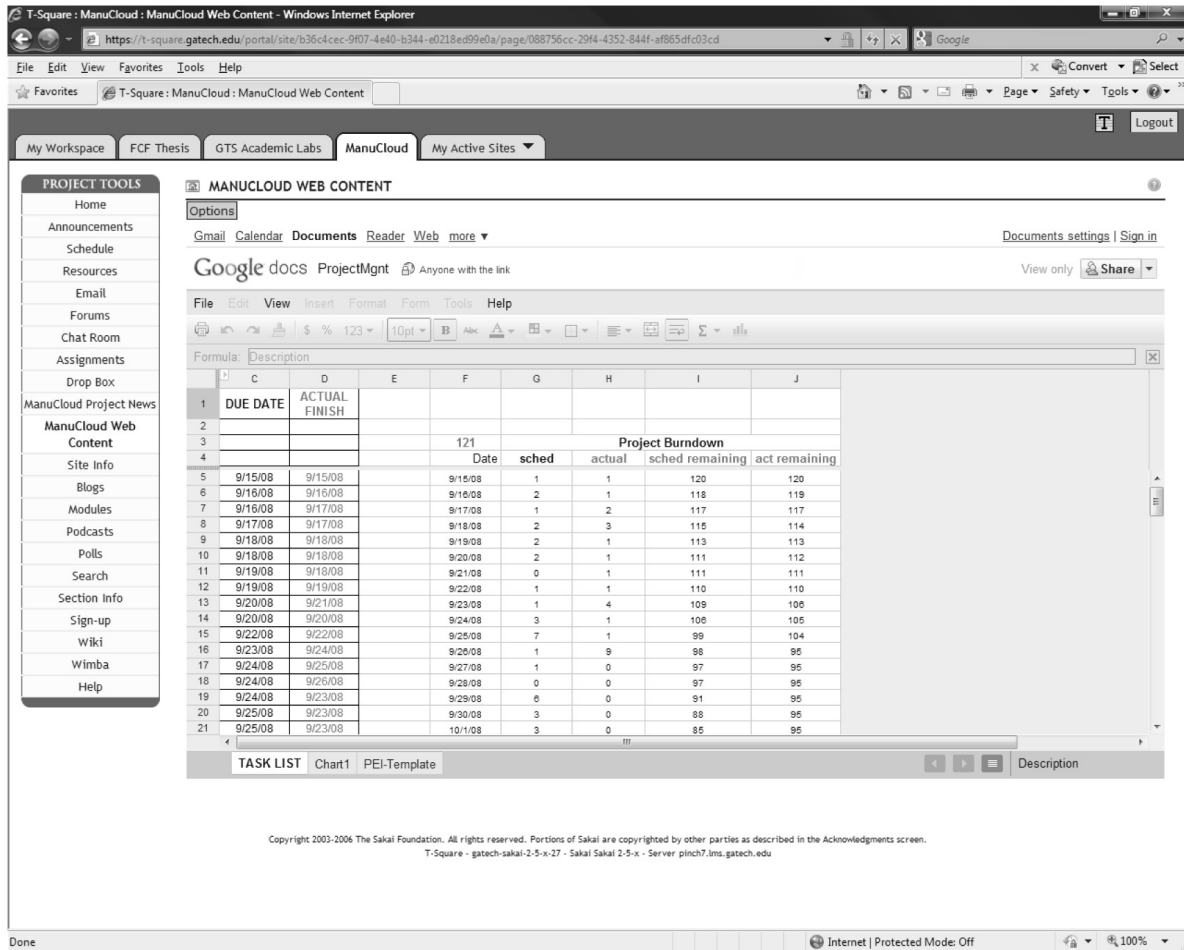 T-Square : ManuCloud : ManuCloud Web Content - Windows Internet Explorer
https://t-square.gatech.edu/portal/site/b36c4cec-9f07-4e40-b344-e0218ed99e0a/page/088756cc-29f4-4352-844f-af865dfc03cd
Google
File Edit View Favorites Tools Help
Convert Select
Favorites T-Square : ManuCloud : ManuCloud Web Content
Page Safety Tools
T Logout
My Workspace FCF Thesis GTS Academic Labs ManuCloud My Active Sites
PROJECT TOOLS
Home
Announcements
Schedule
Resources
Email
Forums
Chat Room
Assignments
Drop Box
ManuCloud Project News
ManuCloud Web
Content
Site Info
Blogs
Modules
Podcasts
Polls
Search
Section Info
Sign-up
Wiki
Wimba
Help
MANUCLOUD WEB CONTENT
Options
Gmail Calendar Documents Reader Web more ▼
Documents settings | Sign in
Google docs ProjectMgnt Anyone with the link
View only Share
File Edit View Insert Format Form Tools Help
$ % 123 10pt B Abc A Σ
Formula: Description
C D E F G H I J
1 DUE DATE ACTUAL
FINISH
2
3 121 Project Burndown
4 Date sched actual sched remaining act remaining
5 9/15/08 9/15/08 9/15/08 1 1 120 120
6 9/16/08 9/16/08 9/16/08 2 1 118 119
7 9/16/08 9/17/08 9/17/08 1 2 117 117
8 9/17/08 9/17/08 9/18/08 2 3 115 114
9 9/18/08 9/18/08 9/19/08 2 1 113 113
10 9/18/08 9/18/08 9/20/08 2 1 111 112
11 9/19/08 9/18/08 9/21/08 0 1 111 111
12 9/19/08 9/19/08 9/22/08 1 1 110 110
13 9/20/08 9/21/08 9/23/08 1 4 109 106
14 9/20/08 9/20/08 9/24/08 3 1 106 105
15 9/22/08 9/22/08 9/25/08 7 1 99 104
16 9/23/08 9/24/08 9/26/08 1 9 98 95
17 9/24/08 9/25/08 9/27/08 1 0 97 95
18 9/24/08 9/26/08 9/28/08 0 0 97 95
19 9/24/08 9/23/08 9/29/08 6 0 91 95
20 9/25/08 9/23/08 9/30/08 3 0 88 95
21 9/25/08 9/23/08 10/1/08 3 0 85 95
TASK LIST Chart1 PEI-Template
Description
Copyright 2003-2006 The Sakai Foundation. All rights reserved. Portions of Sakai are copyrighted by other parties as described in the Acknowledgments screen.
T-Square - gatech-sakai-2-5-x-27 - Sakai Sakai 2-5-x - Server pinch7.lms.gatech.edu
Done
Internet | Protected Mode: Off
100%